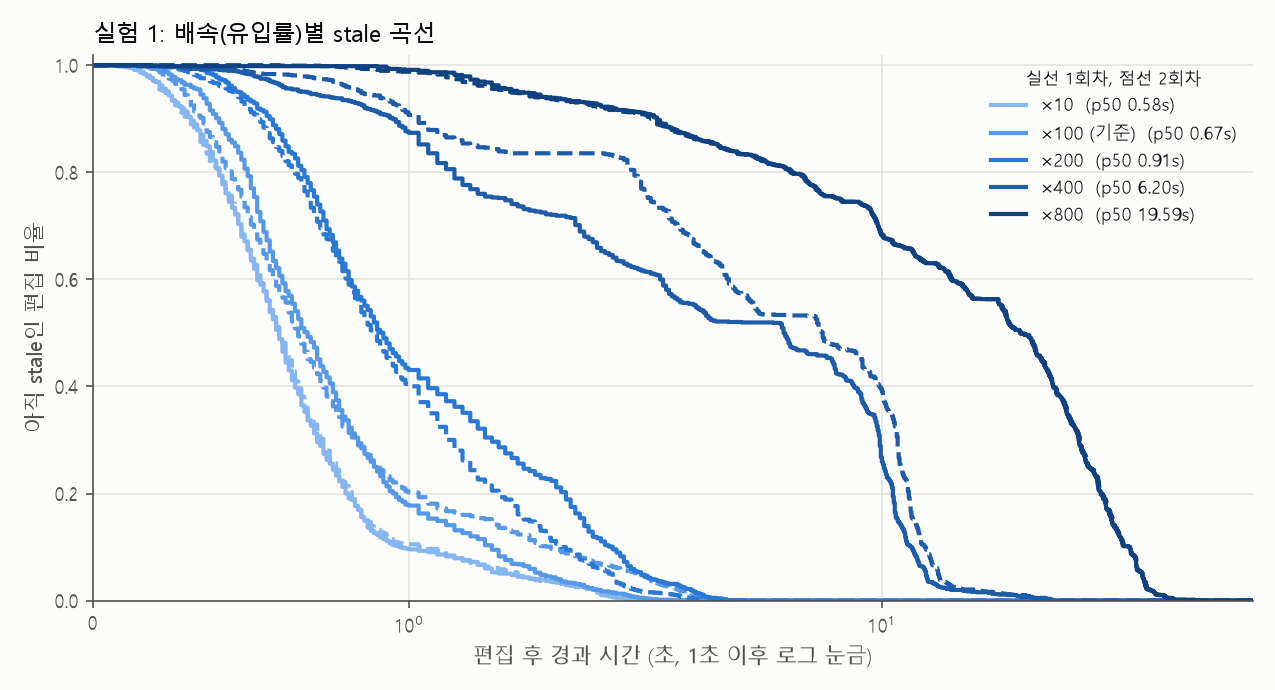 실험 1: 배속(유입률)별 stale 곡선
실선 1회차, 점선 2회차
×10 (p50 0.58s)
×100 (기준) (p50 0.67s)
×200 (p50 0.91s)
×400 (p50 6.20s)
×800 (p50 19.59s)
아직 stale인 편집 비율
1.0
0.8
0.6
0.4
0.2
0.0
0
10⁰
10¹
편집 후 경과 시간 (초, 1초 이후 로그 눈금)